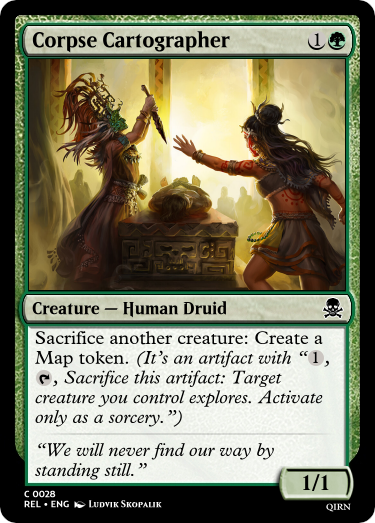 Corpse Cartographer 1
Creature — Human Druid
Sacrifice another creature: Create a
Map token. (It's an artifact with “1,
, Sacrifice this artifact: Target
creature you control explores. Activate
only as a sorcery.”)
“We will never find our way by
standing still.”
1/1
C 0028
REL • ENG Ludvik Skopalik
QIRN